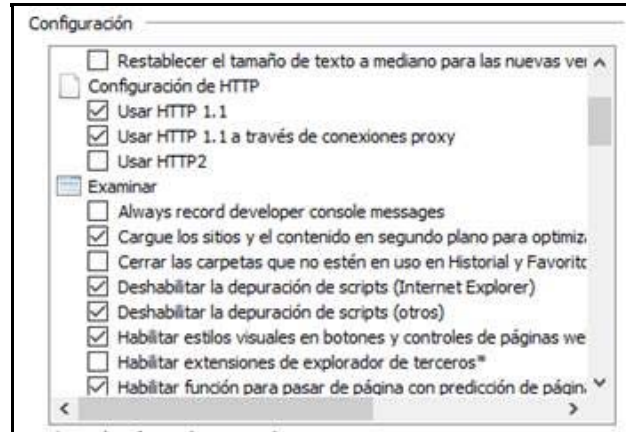 Configuración
Restablecer el tamaño de texto a mediano para las nuevas
Configuración de HTTP
Usar HTTP 1.1
Usar HTTP 1.1 a través de conexiones proxy
Usar HTTP2
Examinar
Always record developer console messages
Cargue los sitios y el contenido en segundo plano para
Cerrar las carpetas que no estén en uso en Historial y
Deshabilitar la depuración de scripts (Internet Explorer)
Deshabilitar la depuración de scripts (otros)
Habilitar estilos visuales en botones y controles de páginas we
Habilitar extensiones de explorador de terceros*
Habilitar función para pasar de página con predicción de